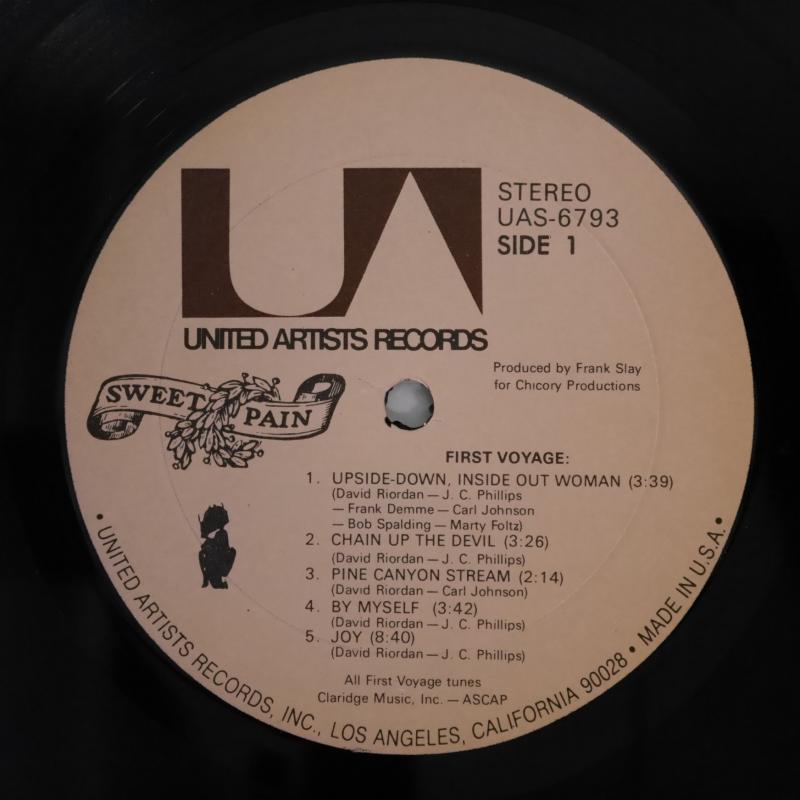 UA
STEREO
UAS-6793
SIDE 1
UNITED ARTISTS RECORDS
Produced by Frank Slay
for Chicory Productions
SWEET PAIN
FIRST VOYAGE:
1. UPSIDE-DOWN, INSIDE OUT WOMAN (3:39)
(David Riordan — J. C. Phillips
— Frank Demme — Carl Johnson
— Bob Spalding — Marty Foltz)
2. CHAIN UP THE DEVIL (3:26)
(David Riordan — J. C. Phillips)
3. PINE CANYON STREAM (2:14)
(David Riordan — Carl Johnson)
4. BY MYSELF (3:42)
(David Riordan — J. C. Phillips)
5. JOY (8:40)
(David Riordan — J. C. Phillips)
All First Voyage tunes
Claridge Music, Inc. — ASCAP
• UNITED ARTISTS RECORDS, INC., LOS ANGELES, CALIFORNIA 90028 • MADE IN U.S.A. •